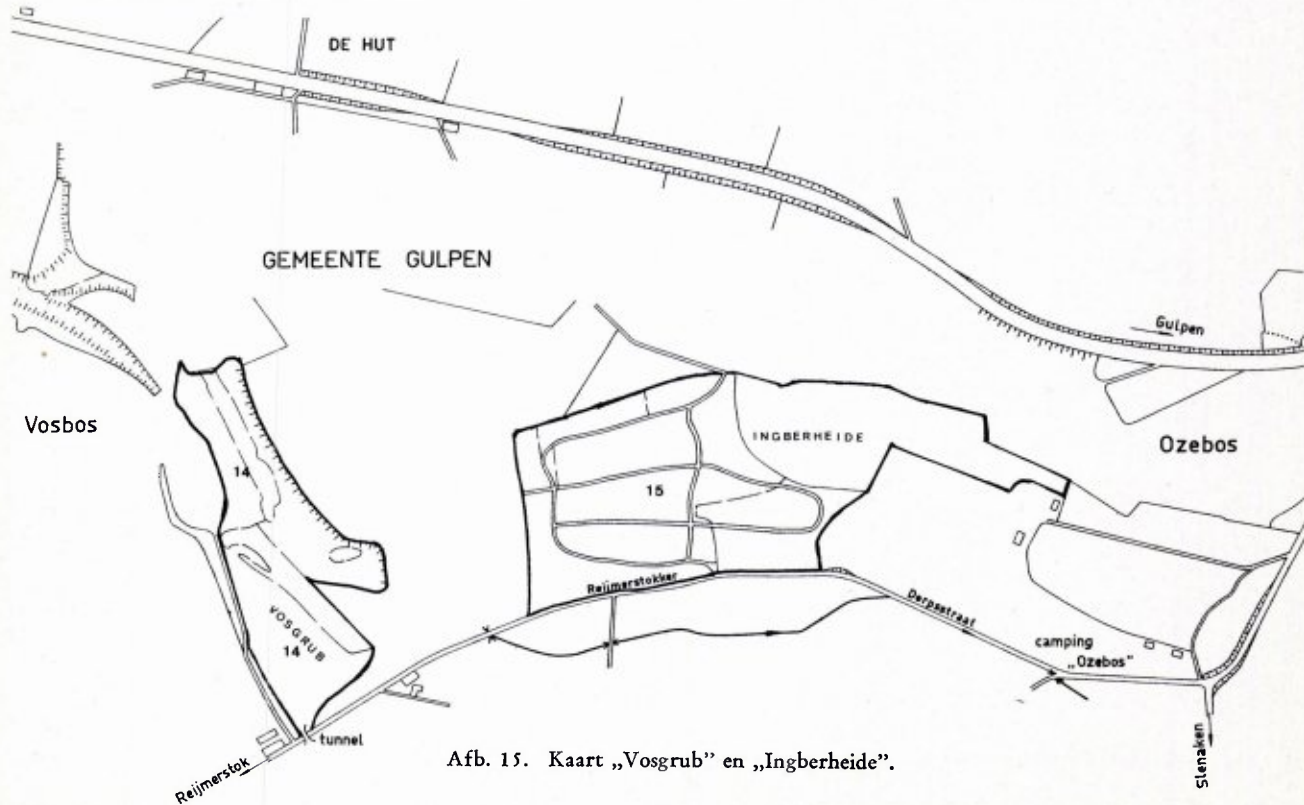 DE HUT
GEMEENTE GULPEN
Gulpen
Vosbos
INGBERHEIDE
Ozebos
14
15
Reijmerstokker
Dorpsstraat
VOSGRUB
14
camping
„Ozebos”
tunnel
Reijmerstok
Slenaken
Afb. 15. Kaart „Vosgrub” en „Ingberheide”.